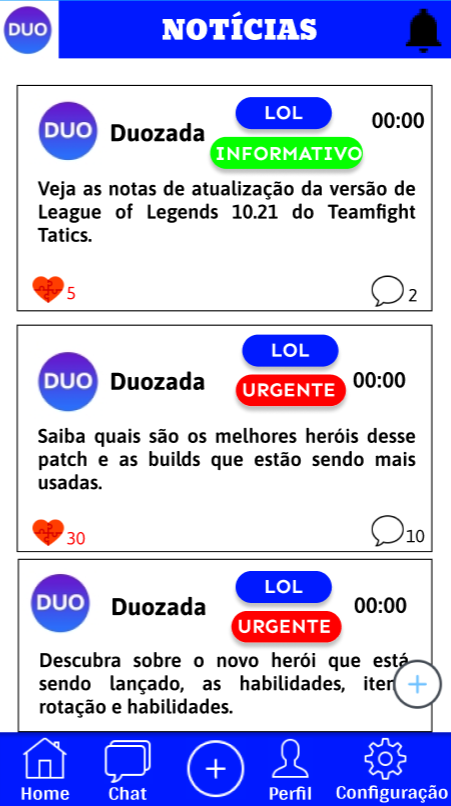 DUO
NOTÍCIAS
DUO
Duozada
LOL
INFORMATIVO
00:00
Veja as notas de atualização da versão de
League of Legends 10.21 do Teamfight
Tatics.
5
2
DUO
Duozada
LOL
URGENTE
00:00
Saiba quais são os melhores heróis desse
patch e as builds que estão sendo mais
usadas.
30
10
DUO
Duozada
LOL
URGENTE
00:00
Descubra sobre o novo herói que está
sendo lançado, as habilidades,
rotação e habilidades.
Home
Chat
Perfil
Configuração